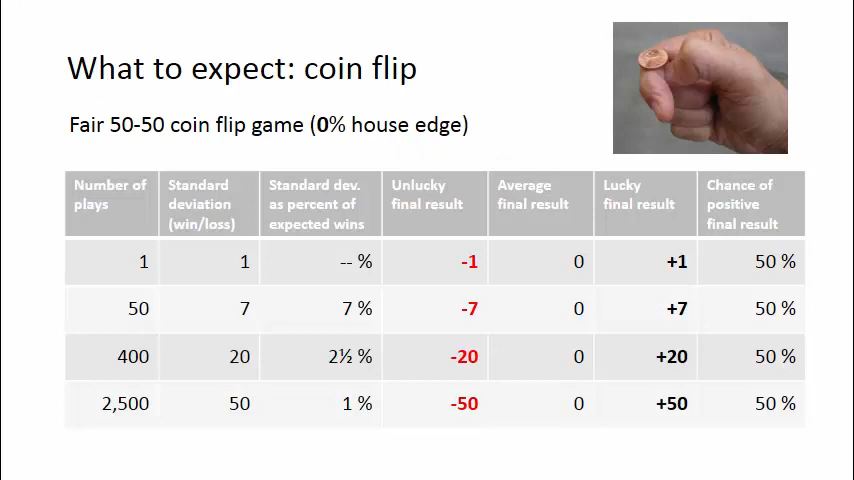 What to expect: coin flip
Fair 50-50 coin flip game (0% house edge)
Number of plays | Standard deviation (win/loss) | Standard dev. as percent of expected wins | Unlucky final result | Average final result | Lucky final result | Chance of positive final result
1 | 1 | -- % | -1 | 0 | +1 | 50 %
50 | 7 | 7 % | -7 | 0 | +7 | 50 %
400 | 20 | 2½ % | -20 | 0 | +20 | 50 %
2,500 | 50 | 1 % | -50 | 0 | +50 | 50 %